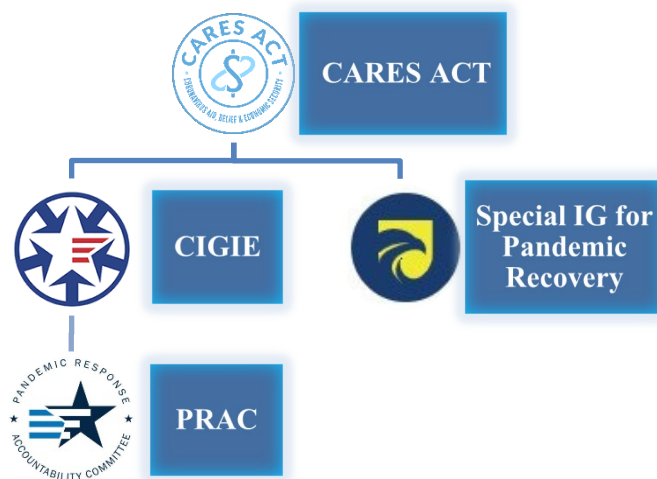 CARES ACT
CORONAVIRUS AID, RELIEF & ECONOMIC SECURITY
CARES ACT
CIGIE
Special IG for
Pandemic
Recovery
PANDEMIC RESPONSE
ACCOUNTABILITY COMMITTEE
PRAC